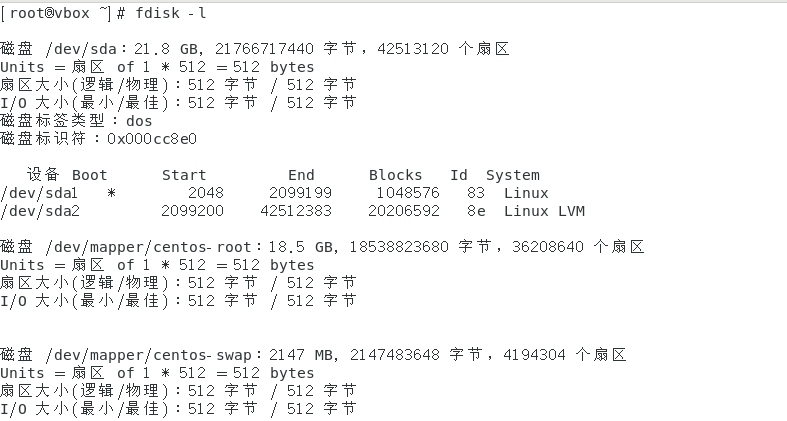 [root@vbox ~]# fdisk -l
磁盘 /dev/sda：21.8 GB, 21766717440 字节，42513120 个扇区
Units = 扇区 of 1 * 512 = 512 bytes
扇区大小(逻辑/物理)：512 字节 / 512 字节
I/O 大小(最小/最佳)：512 字节 / 512 字节
磁盘标签类型：dos
磁盘标识符：0x000cc8e0
设备 Boot Start End Blocks Id System
/dev/sda1 * 2048 2099199 1048576 83 Linux
/dev/sda2 2099200 42512383 20206592 8e Linux LVM
磁盘 /dev/mapper/centos-root：18.5 GB, 18538823680 字节，36208640 个扇区
Units = 扇区 of 1 * 512 = 512 bytes
扇区大小(逻辑/物理)：512 字节 / 512 字节
I/O 大小(最小/最佳)：512 字节 / 512 字节
磁盘 /dev/mapper/centos-swap：2147 MB, 2147483648 字节，4194304 个扇区
Units = 扇区 of 1 * 512 = 512 bytes
扇区大小(逻辑/物理)：512 字节 / 512 字节
I/O 大小(最小/最佳)：512 字节 / 512 字节